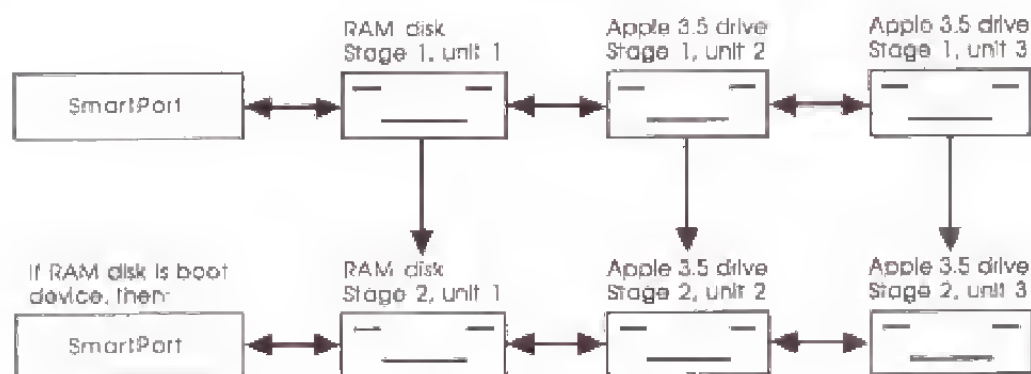 RAM disk
Stage 1, unit 1
Apple 3.5 drive
Stage 1, unit 2
Apple 3.5 drive
Stage 1, unit 3
SmartPort
If RAM disk is boot
device, then:
RAM disk
Stage 2, unit 1
Apple 3.5 drive
Stage 2, unit 2
Apple 3.5 drive
Stage 2, unit 3
SmartPort